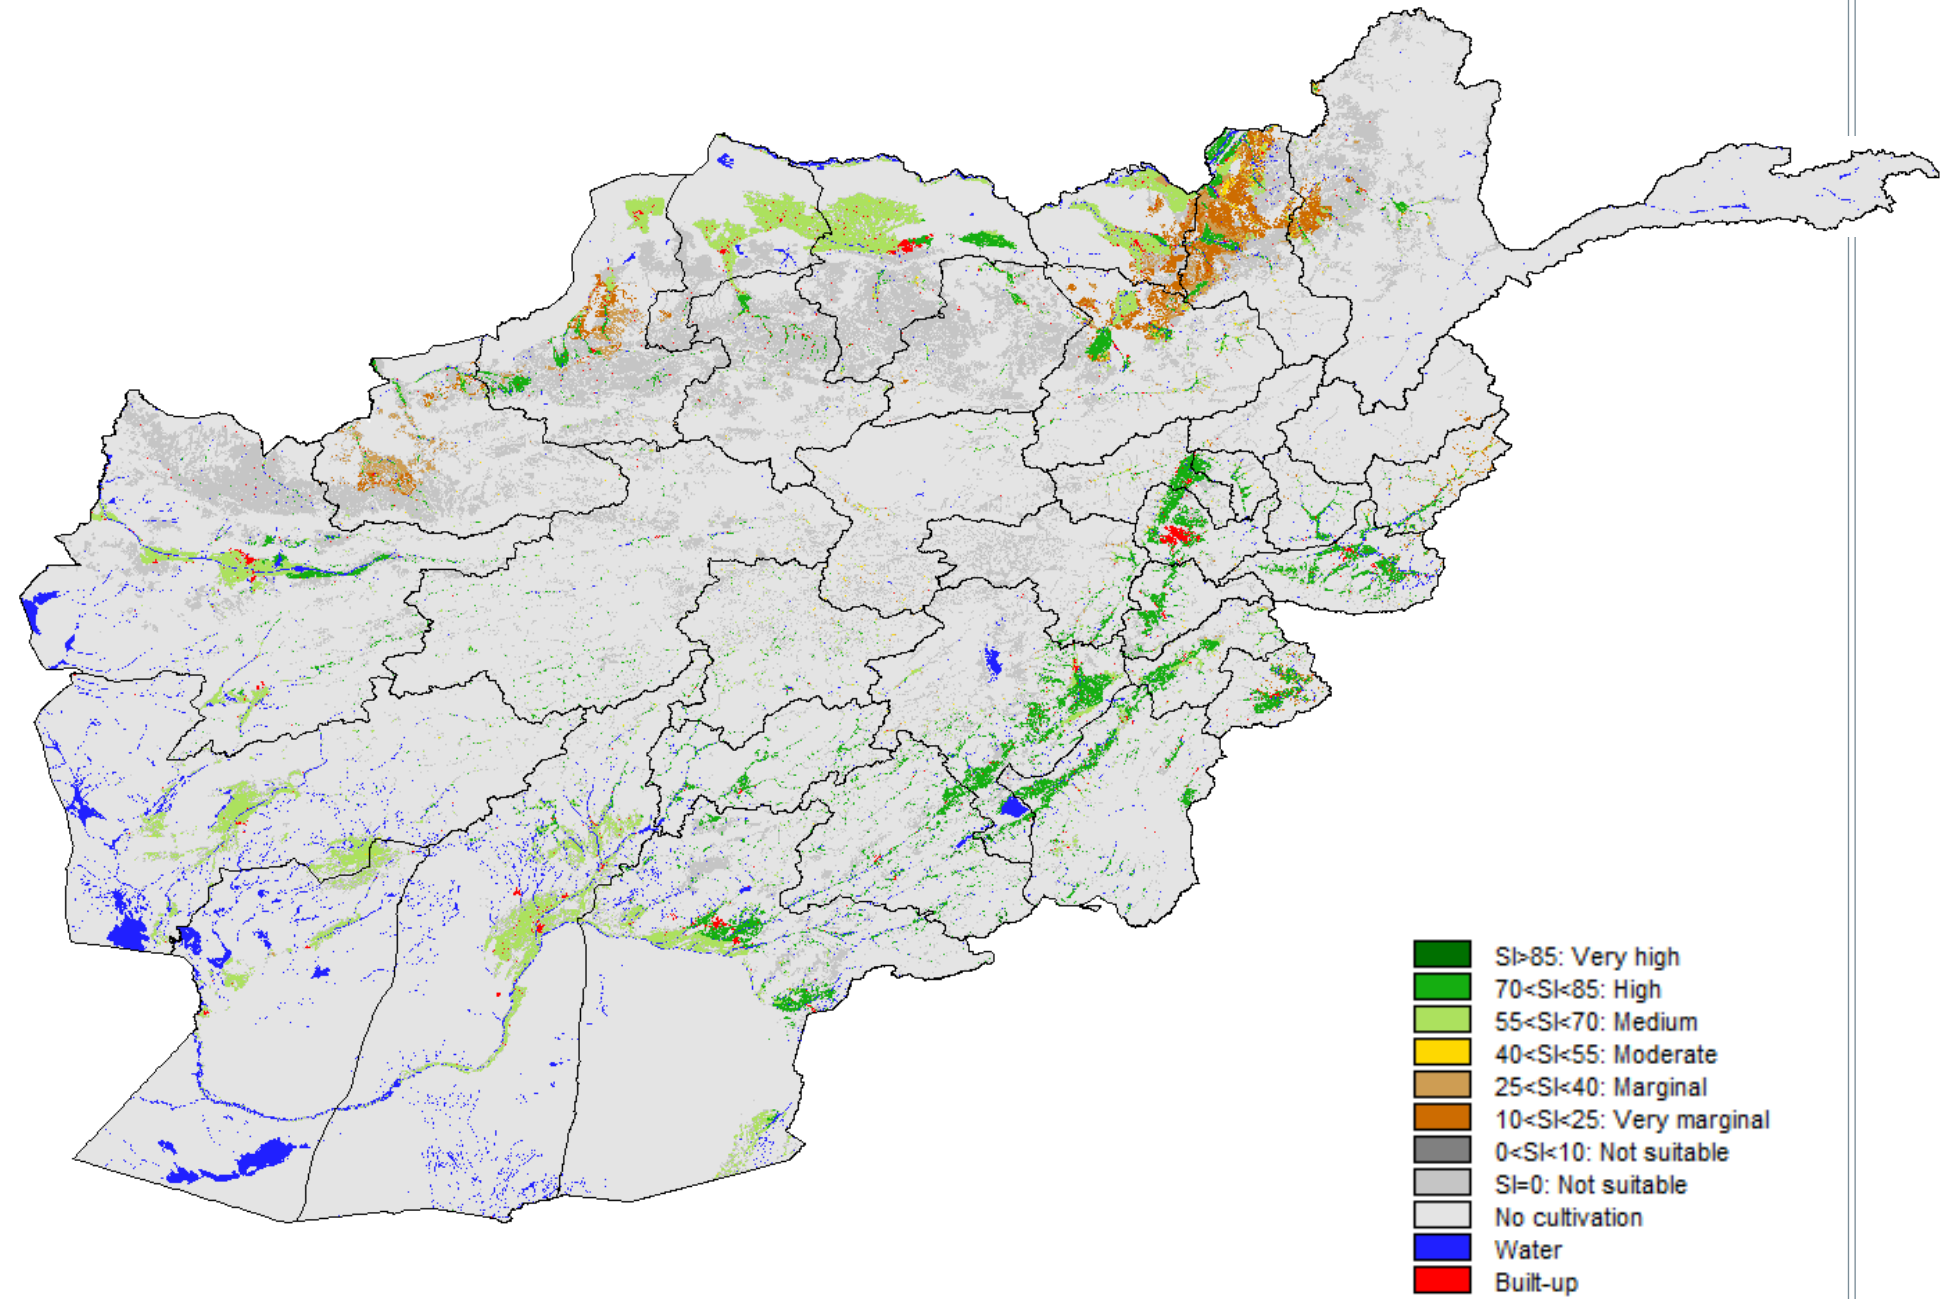 SI>85: Very high
70<SI<85: High
55<SI<70: Medium
40<SI<55: Moderate
25<SI<40: Marginal
10<SI<25: Very marginal
0<SI<10: Not suitable
SI=0: Not suitable
No cultivation
Water
Built-up